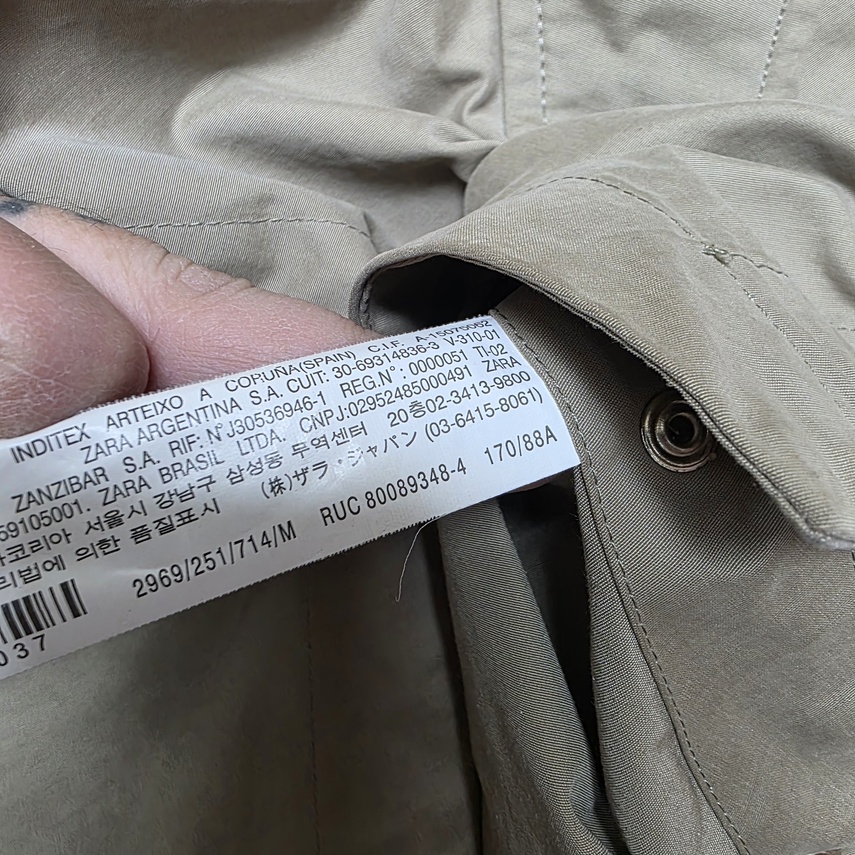 INDITEX ARTEIXO A CORUÑA(SPAIN) C.I.F. A-15075062
ZARA ARGENTINA S.A. CUIT: 30-69314836-3 V-310-01
ZANZIBAR S.A. RIF. N°J30536946-1 REG.N°: 0000051 TI-02
59105001. ZARA BRASIL LTDA. CNPJ:02952485000491 ZARA
코리아 서울시 강남구 삼성동 무역센터 20층02-3413-9800
리법에 의한 품질표시 (株)ザラ・ジャパン (03-6415-8061)
2969/251/714/M RUC 80089348-4 170/88A
037